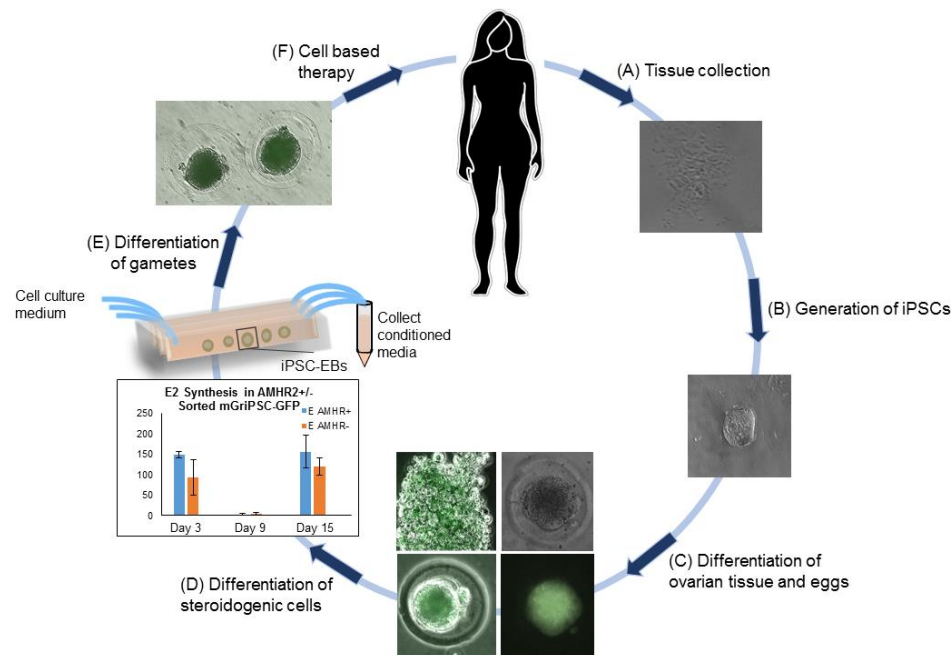 (F) Cell based
therapy
(A) Tissue collection
(E) Differentiation
of gametes
(B) Generation of iPSCs
Cell culture
medium
Collect
conditioned
media
iPSC-EBs
E2 Synthesis in AMHR2+/-
Sorted mGriPSC-GFP
250
200
150
100
50
0
E AMHR+
E AMHR-
Day 3
Day 9
Day 15
(C) Differentiation of
ovarian tissue and eggs
(D) Differentiation of
steroidogenic cells